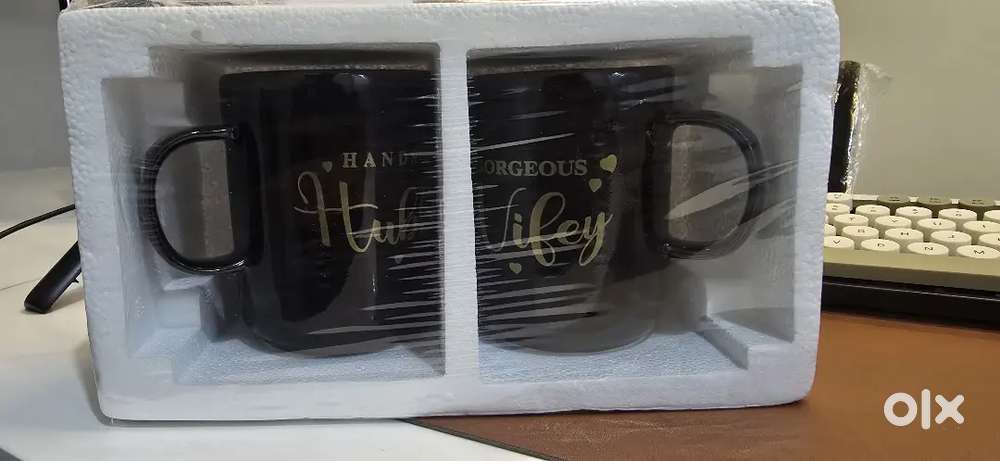 HAND
Hub
ORGEOUS
ifey
olx